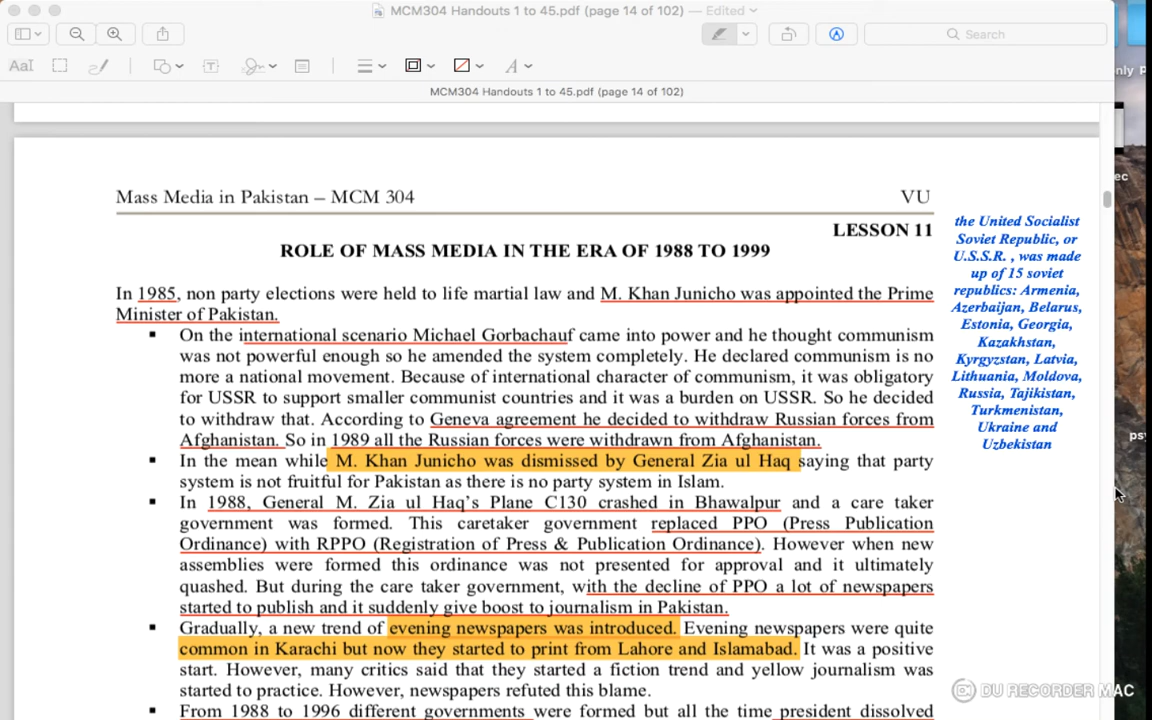 MCM304 Handouts 1 to 45.pdf (page 14 of 102) — Edited
Search
AaI
T
A
MCM304 Handouts 1 to 45.pdf (page 14 of 102)
Mass Media in Pakistan – MCM 304 VU
LESSON 11
ROLE OF MASS MEDIA IN THE ERA OF 1988 TO 1999
In 1985, non party elections were held to life martial law and M. Khan Junicho was appointed the Prime
Minister of Pakistan.
▪ On the international scenario Michael Gorbachauf came into power and he thought communism
was not powerful enough so he amended the system completely. He declared communism is no
more a national movement. Because of international character of communism, it was obligatory
for USSR to support smaller communist countries and it was a burden on USSR. So he decided
to withdraw that. According to Geneva agreement he decided to withdraw Russian forces from
Afghanistan. So in 1989 all the Russian forces were withdrawn from Afghanistan.
▪ In the mean while M. Khan Junicho was dismissed by General Zia ul Haq saying that party
system is not fruitful for Pakistan as there is no party system in Islam.
▪ In 1988, General M. Zia ul Haq's Plane C130 crashed in Bhawalpur and a care taker
government was formed. This caretaker government replaced PPO (Press Publication
Ordinance) with RPPO (Registration of Press & Publication Ordinance). However when new
assemblies were formed this ordinance was not presented for approval and it ultimately
quashed. But during the care taker government, with the decline of PPO a lot of newspapers
started to publish and it suddenly give boost to journalism in Pakistan.
▪ Gradually, a new trend of evening newspapers was introduced. Evening newspapers were quite
common in Karachi but now they started to print from Lahore and Islamabad. It was a positive
start. However, many critics said that they started a fiction trend and yellow journalism was
started to practice. However, newspapers refuted this blame.
▪ From 1988 to 1996 different governments were formed but all the time president dissolved
the United Socialist
Soviet Republic, or
U.S.S.R. , was made
up of 15 soviet
republics: Armenia,
Azerbaijan, Belarus,
Estonia, Georgia,
Kazakhstan,
Kyrgyzstan, Latvia,
Lithuania, Moldova,
Russia, Tajikistan,
Turkmenistan,
Ukraine and
Uzbekistan
nly p
ec
psy
DU RECORDER MAC